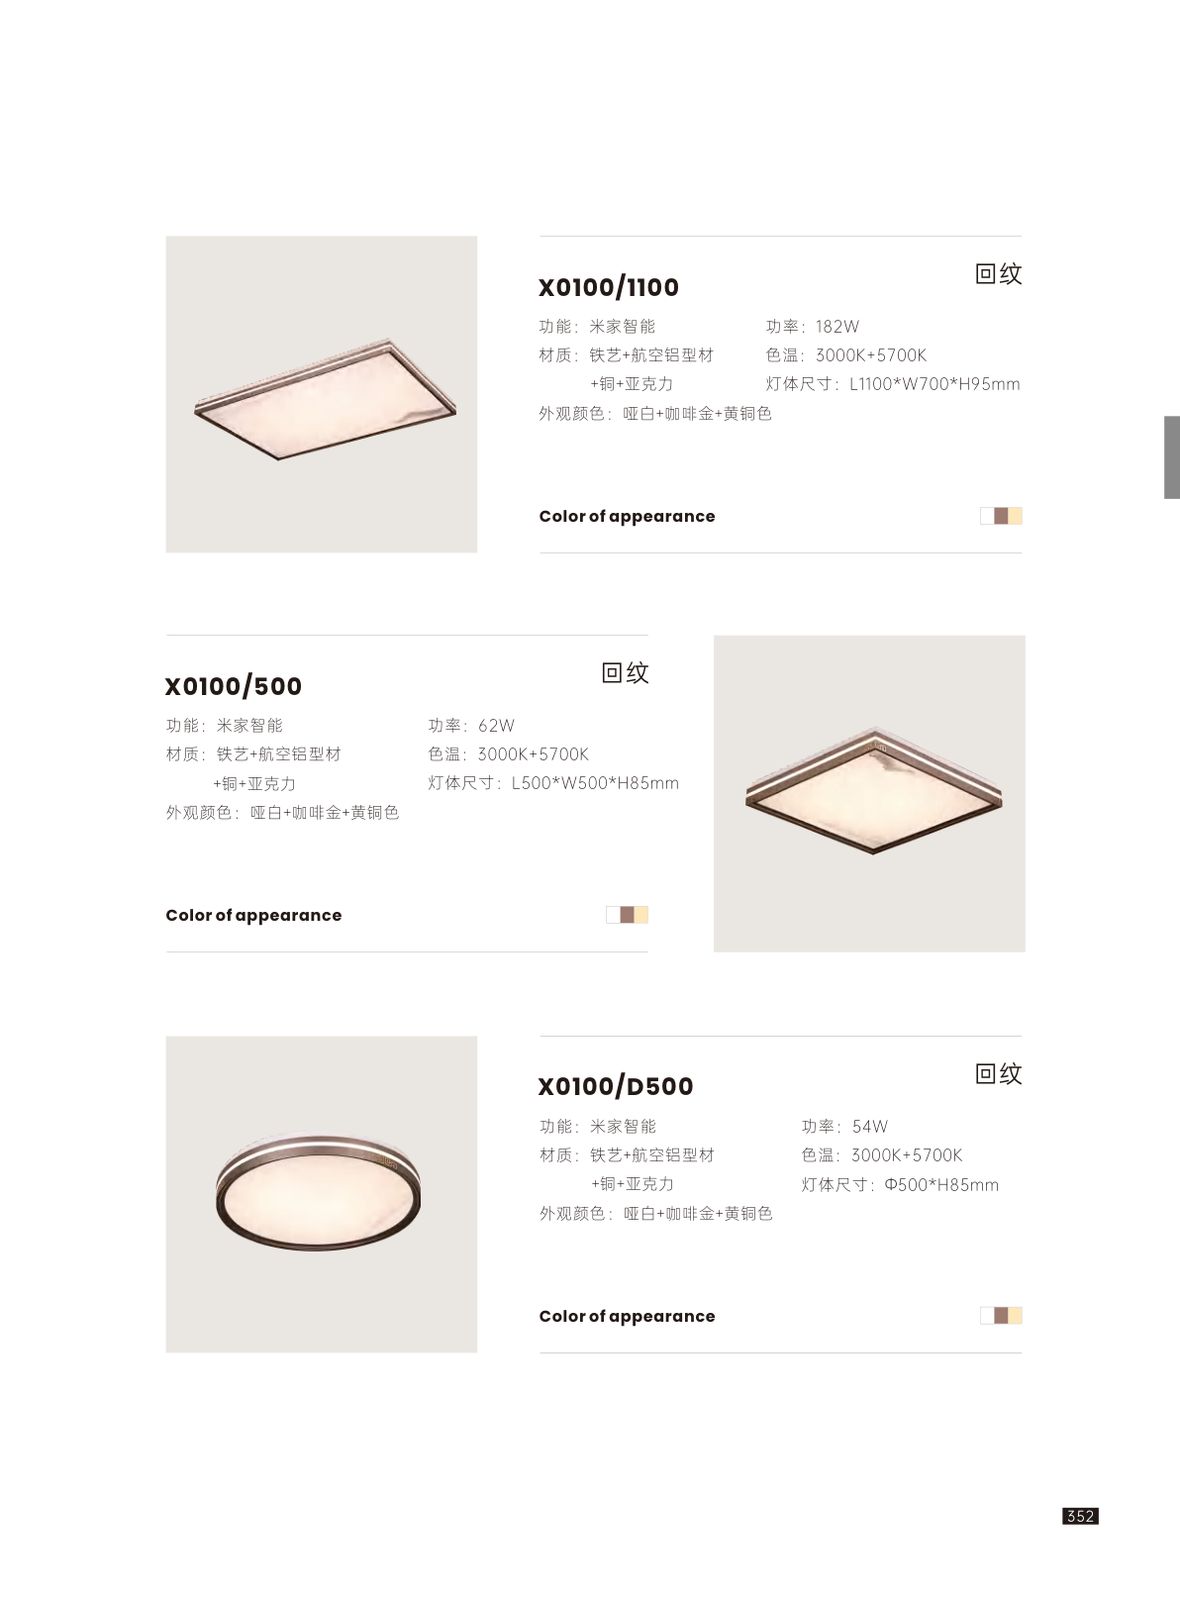 回纹
X0100/1100
功能：米家智能 功率：182W
材质：铁艺+航空铝型材 色温：3000K+5700K
+铜+亚克力 灯体尺寸：L1100*W700*H95mm
外观颜色：哑白+咖啡金+黄铜色
Color of appearance
回纹
X0100/500
功能：米家智能 功率：62W
材质：铁艺+航空铝型材 色温：3000K+5700K
+铜+亚克力 灯体尺寸：L500*W500*H85mm
外观颜色：哑白+咖啡金+黄铜色
Color of appearance
回纹
X0100/D500
功能：米家智能 功率：54W
材质：铁艺+航空铝型材 色温：3000K+5700K
+铜+亚克力 灯体尺寸：Φ500*H85mm
外观颜色：哑白+咖啡金+黄铜色
Color of appearance
352